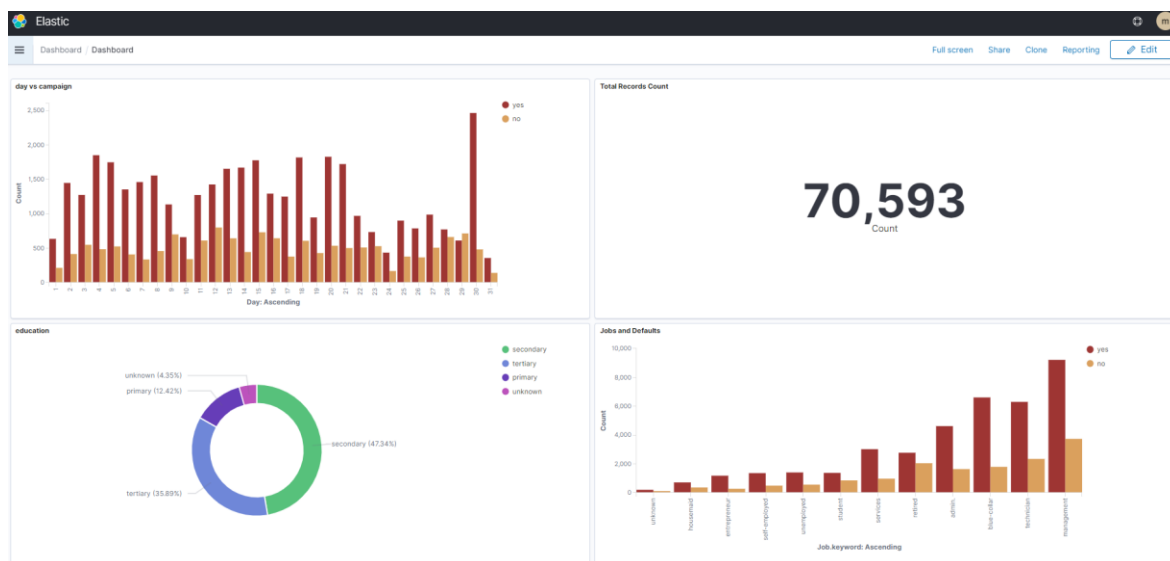 Elastic
m
Dashboard / Dashboard
Full screen Share Clone Reporting Edit
day vs campaign
2,500
2,000
1,500
1,000
500
0
Count
1 2 3 4 5 6 7 8 9 10 11 12 13 14 15 16 17 18 19 20 21 22 23 24 25 26 27 28 29 30 31
Day: Ascending
yes
no
Total Records Count
70,593
Count
education
unknown (4.35%)
primary (12.42%)
secondary (47.34%)
tertiary (35.89%)
secondary
tertiary
primary
unknown
Jobs and Defaults
10,000
8,000
6,000
4,000
2,000
0
Count
unknown
housemaid
entrepreneur
self-employed
unemployed
student
services
retired
admin.
blue-collar
technician
management
Job.keyword: Ascending
yes
no